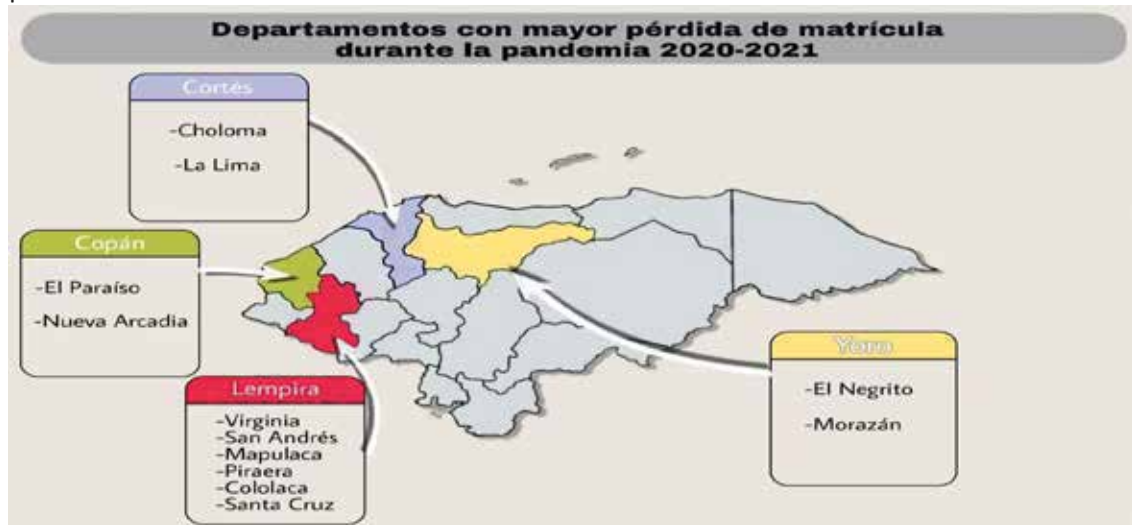 Departamentos con mayor pérdida de matrícula
durante la pandemia 2020-2021
Cortés
-Choloma
-La Lima
Copán
-El Paraíso
-Nueva Arcadia
Lempira
-Virginia
-San Andrés
-Mapulaca
-Piraera
-Cololaca
-Santa Cruz
Yoro
-El Negrito
-Morazán